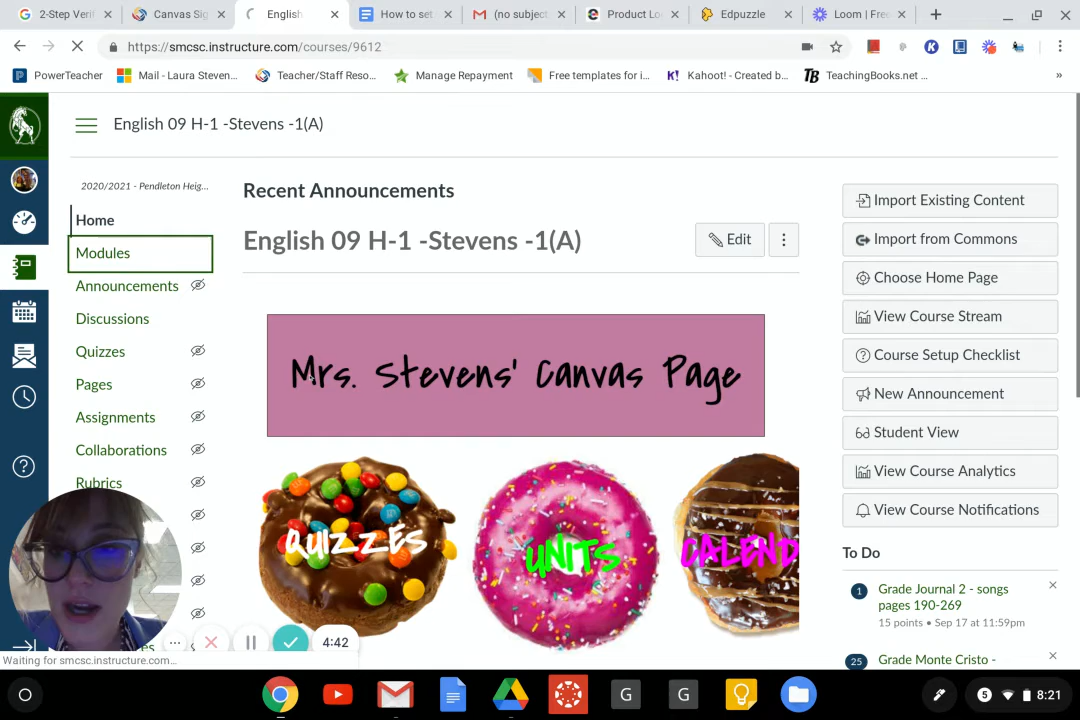 2-Step Verif
Canvas Sig
English
How to set
(no subjec
Product Lo
Edpuzzle
Loom | Free
https://smcsc.instructure.com/courses/9612
PowerTeacher
Mail - Laura Steven...
Teacher/Staff Reso...
Manage Repayment
Free templates for i...
Kahoot! - Created b...
TeachingBooks.net ...
»
English 09 H-1 -Stevens -1(A)
2020/2021 - Pendleton Heig...
Home
Modules
Announcements
Discussions
Quizzes
Pages
Assignments
Collaborations
Rubrics
Recent Announcements
English 09 H-1 -Stevens -1(A)
Edit
Mrs. Stevens' Canvas Page
QUIZZES
UNITS
CALEND
Import Existing Content
Import from Commons
Choose Home Page
View Course Stream
Course Setup Checklist
New Announcement
Student View
View Course Analytics
View Course Notifications
To Do
1
Grade Journal 2 - songs
pages 190-269
15 points • Sep 17 at 11:59pm
25
Grade Monte Cristo -
4:42
Waiting for smcsc.instructure.com...
5
8:21